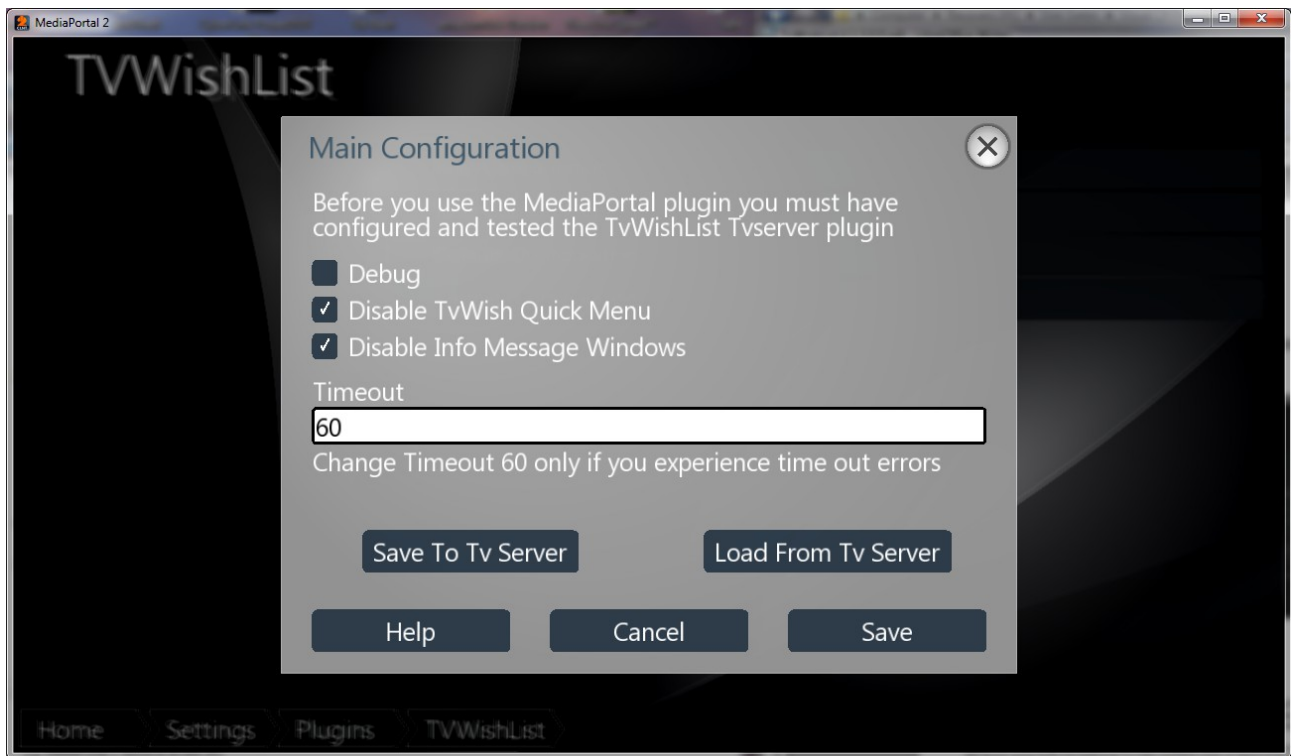 MediaPortal 2
TVWishList
Main Configuration
Before you use the MediaPortal plugin you must have
configured and tested the TvWishList Tvserver plugin
Debug
Disable TvWish Quick Menu
Disable Info Message Windows
Timeout
60
Change Timeout 60 only if you experience time out errors
Save To Tv Server
Load From Tv Server
Help
Cancel
Save
Home
Settings
Plugins
TVWishList